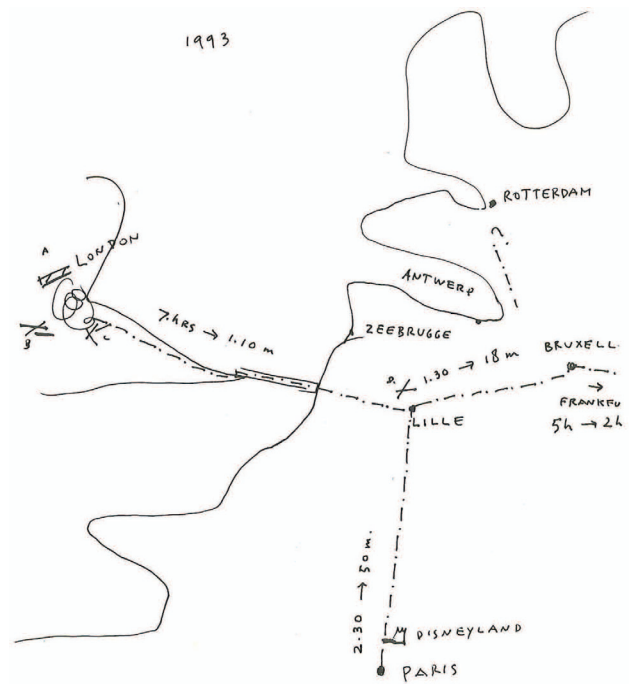 1993
ROTTERDAM
?
A
LONDON
ANTWERP
7.HRS → 1.10 m
ZEEBRUGGE
B
C
BRUXELL
1.30 → 18 m
→
FRANKFU
LILLE
5h → 2h
2.30 → 50 m.
DISNEYLAND
PARIS